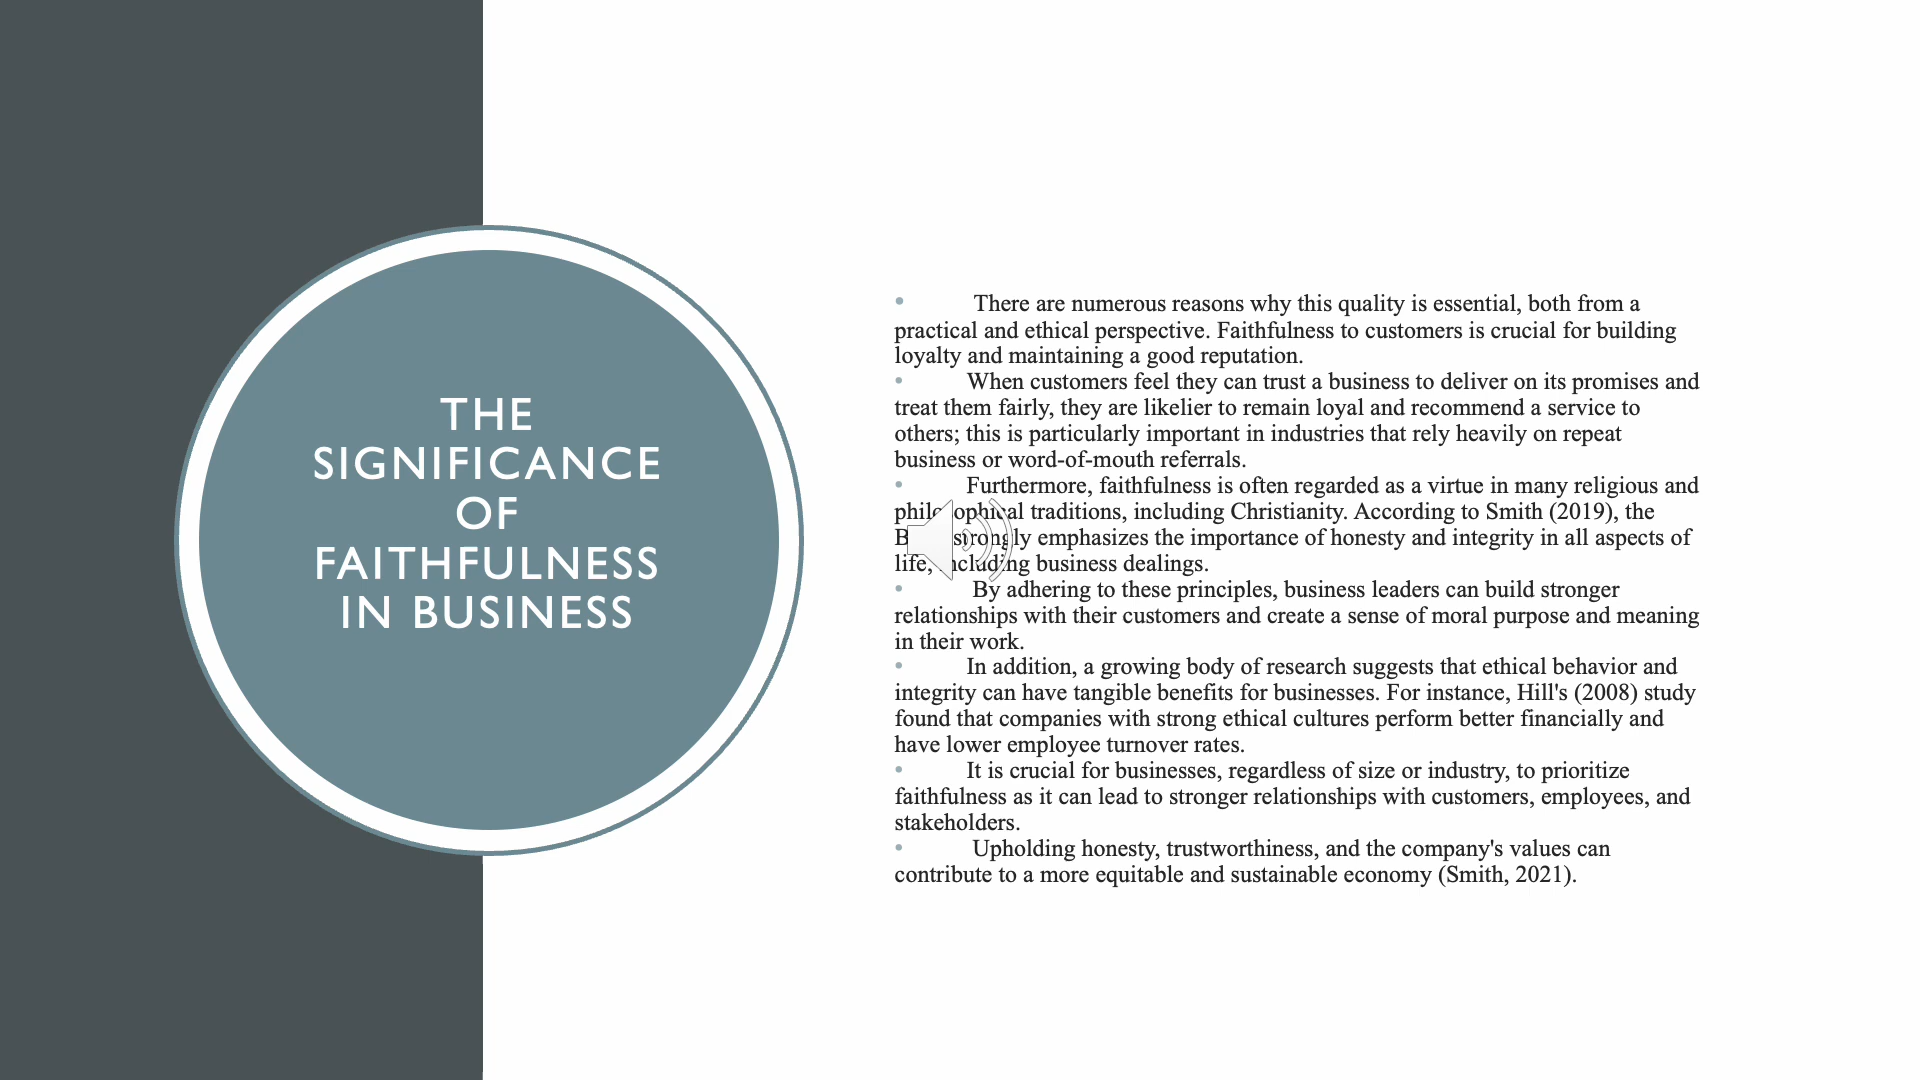 THE
SIGNIFICANCE
OF
FAITHFULNESS
IN BUSINESS
• There are numerous reasons why this quality is essential, both from a
practical and ethical perspective. Faithfulness to customers is crucial for building
loyalty and maintaining a good reputation.
• When customers feel they can trust a business to deliver on its promises and
treat them fairly, they are likelier to remain loyal and recommend a service to
others; this is particularly important in industries that rely heavily on repeat
business or word-of-mouth referrals.
• Furthermore, faithfulness is often regarded as a virtue in many religious and
philosophical traditions, including Christianity. According to Smith (2019), the
strongly emphasizes the importance of honesty and integrity in all aspects of
life, including business dealings.
• By adhering to these principles, business leaders can build stronger
relationships with their customers and create a sense of moral purpose and meaning
in their work.
• In addition, a growing body of research suggests that ethical behavior and
integrity can have tangible benefits for businesses. For instance, Hill's (2008) study
found that companies with strong ethical cultures perform better financially and
have lower employee turnover rates.
• It is crucial for businesses, regardless of size or industry, to prioritize
faithfulness as it can lead to stronger relationships with customers, employees, and
stakeholders.
• Upholding honesty, trustworthiness, and the company's values can
contribute to a more equitable and sustainable economy (Smith, 2021).